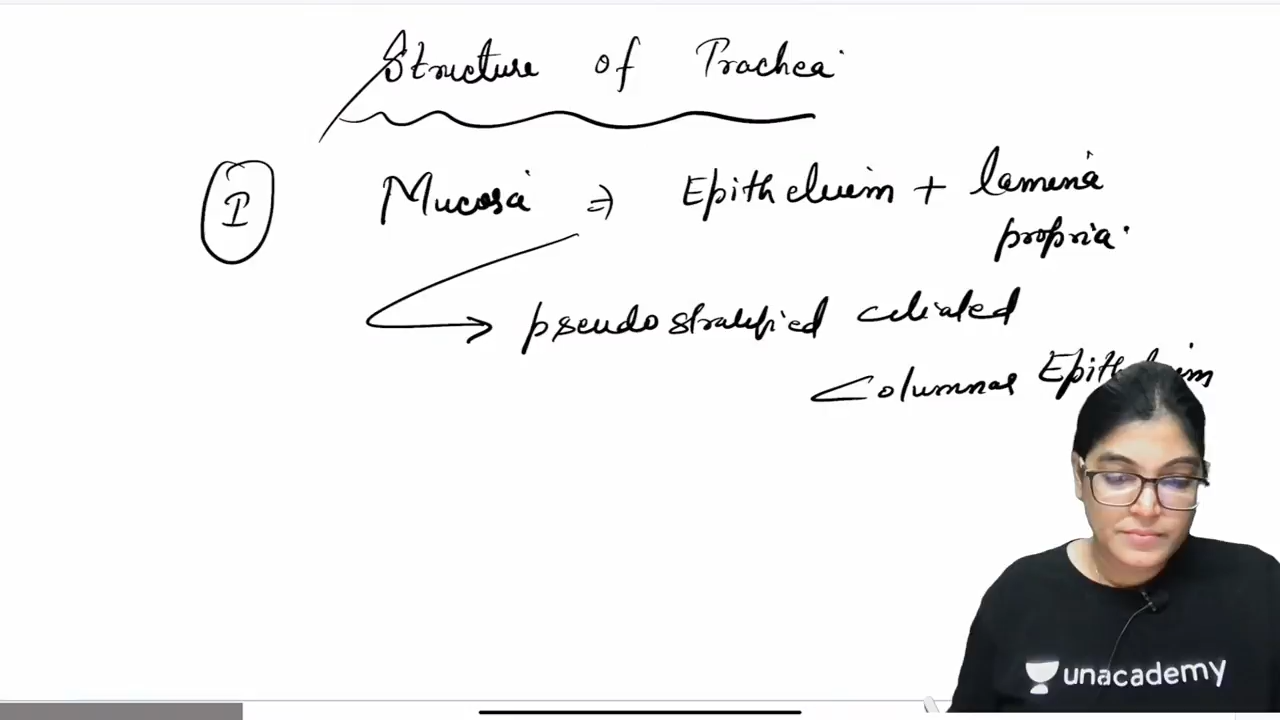 Structure of Trachea
I Mucosa ⇒ Epithelium + lamina
propria.
→ pseudostratified ciliated
Columnar Epithelium
unacademy